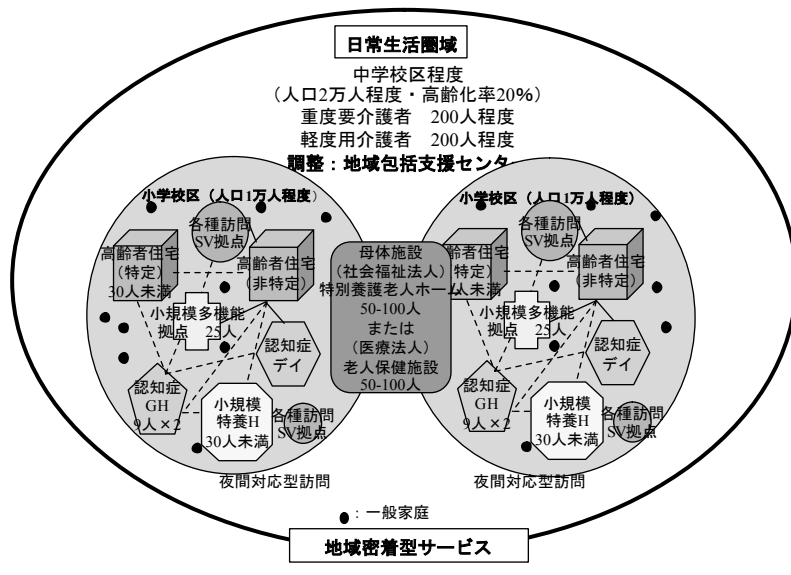 日常生活圏域
中学校区程度
(人口2万人程度・高齢化率20%)
重度要介護者 200人程度
軽度用介護者 200人程度
調整：地域包括支援センタ
小学校区（人口1万人程度）
各種訪問
SV拠点
高齢者住宅
（特定）
30人未満
高齢者住宅
（非特定）
小規模多機能
拠点 25人
認知症
デイ
認知症
GH
9人×2
小規模
特養H
30人未満
各種訪問
SV拠点
夜間対応型訪問
母体施設
（社会福祉法人）
特別養護老人ホーム
50-100人
または
（医療法人）
老人保健施設
50-100人
小学校区（人口1万人程度）
各種訪問
SV拠点
高齢者住宅
（特定）
人未満
高齢者住宅
（非特定）
小規模多機能
拠点 25人
認知症
デイ
認知症
GH
9人×2
小規模
特養H
30人未満
各種訪問
SV拠点
夜間対応型訪問
：一般家庭
地域密着型サービス